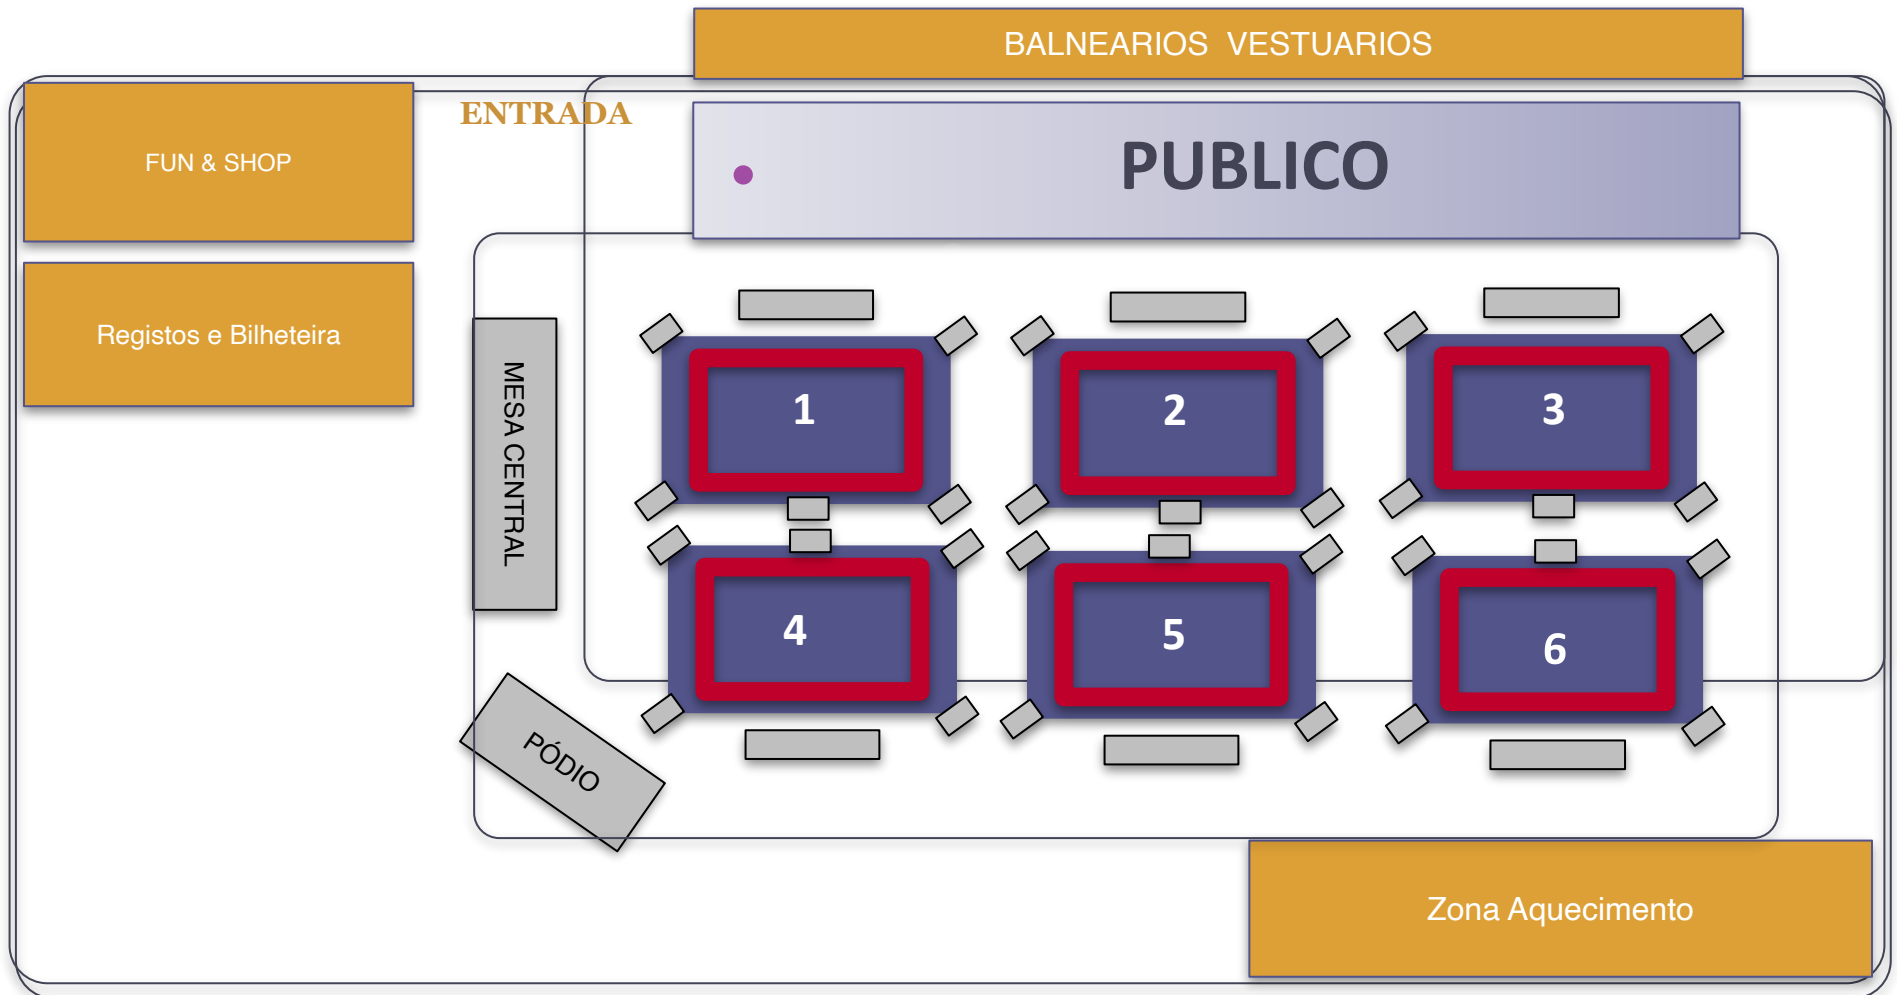 BALNEARIOS  VESTUARIOS
ENTRADA
FUN & SHOP
PUBLICO
Registos e Bilheteira
MESA CENTRAL
1
2
3
4
5
6
PÓDIO
Zona Aquecimento